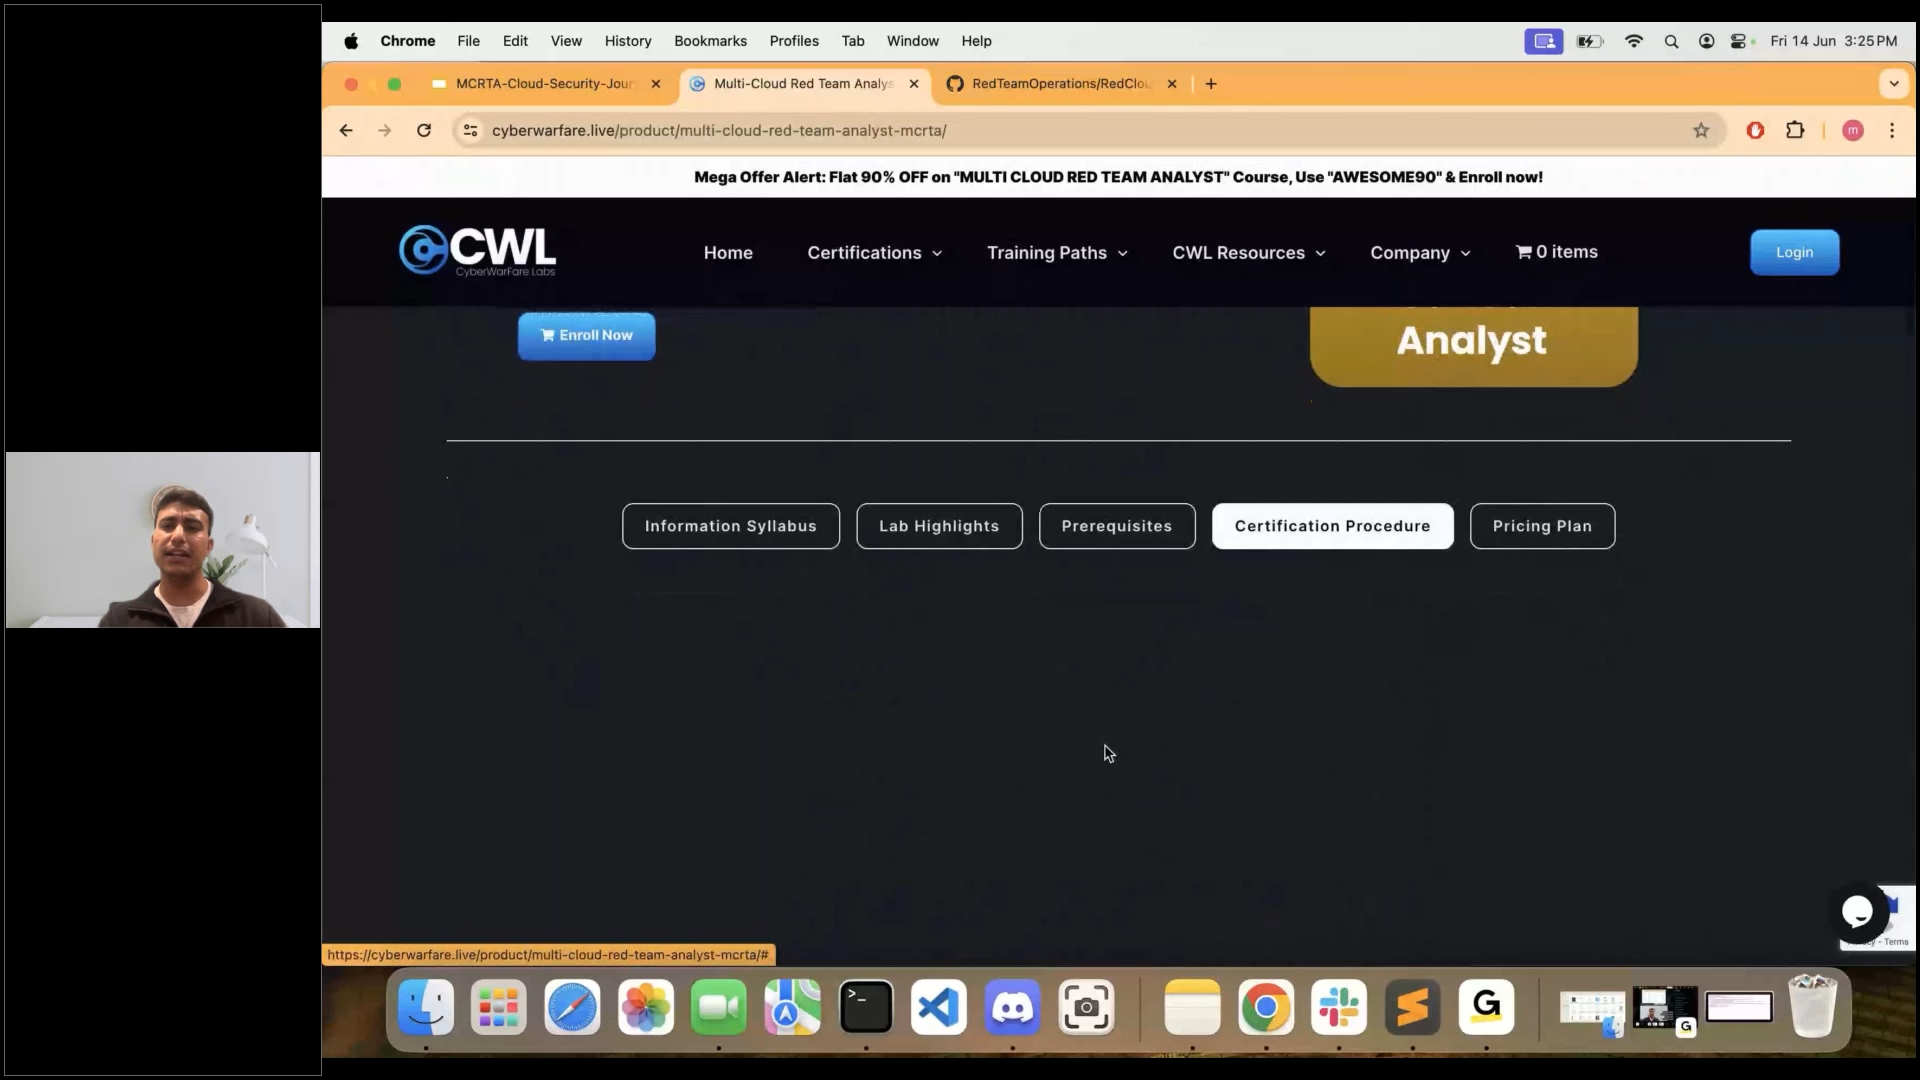 Chrome File Edit View History Bookmarks Profiles Tab Window Help Fri 14 Jun 3:25 PM
MCRTA-Cloud-Security-Jour Multi-Cloud Red Team Analys RedTeamOperations/RedClou
cyberwarfare.live/product/multi-cloud-red-team-analyst-mcrta/ m
Mega Offer Alert: Flat 90% OFF on "MULTI CLOUD RED TEAM ANALYST" Course, Use "AWESOME90" & Enroll now!
CWL
CyberWarFare Labs
Home Certifications Training Paths CWL Resources Company 0 items Login
Enroll Now
Analyst
Information Syllabus Lab Highlights Prerequisites Certification Procedure Pricing Plan
- Terms
https://cyberwarfare.live/product/multi-cloud-red-team-analyst-mcrta/#
>_
G
G